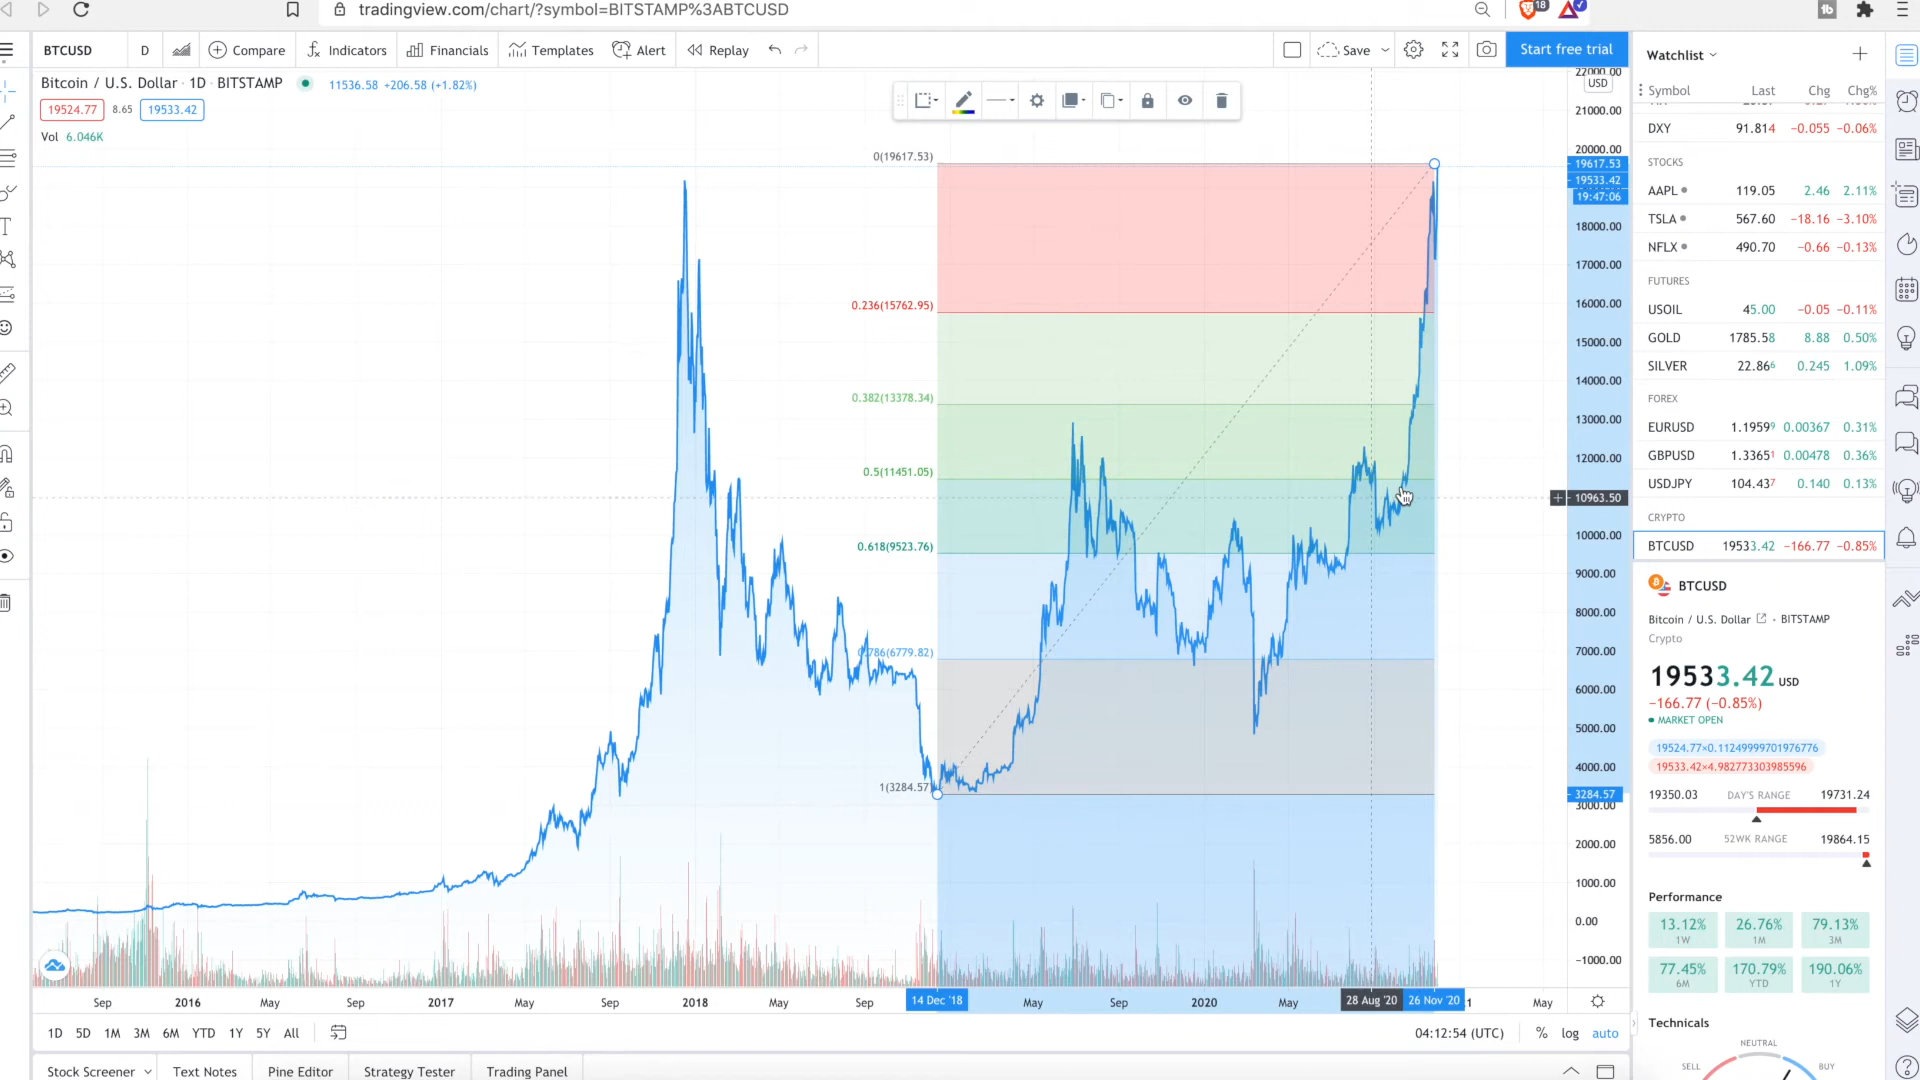 tradingview.com/chart/?symbol=BITSTAMP%3ABTCUSD
18
BTCUSD D Compare Indicators Financials Templates Alert Replay Save Start free trial
Bitcoin / U.S. Dollar · 1D · BITSTAMP 11536.58 +206.58 (+1.82%)
19524.77 8.65 19533.42
Vol 6.046K
0(19617.53)
0.236(15762.95)
0.382(13378.34)
0.5(11451.05)
0.618(9523.76)
0.786(6779.82)
1(3284.57)
22000.00
USD
21000.00
20000.00
19617.53
19533.42
19:47:06
18000.00
17000.00
16000.00
15000.00
14000.00
13000.00
12000.00
10963.50
10000.00
9000.00
8000.00
7000.00
6000.00
5000.00
4000.00
3284.57
3000.00
2000.00
1000.00
0.00
-1000.00
Sep 2016 May Sep 2017 May Sep 2018 May Sep 14 Dec '18 May Sep 2020 May 28 Aug '20 26 Nov '20 May
1D 5D 1M 3M 6M YTD 1Y 5Y All 04:12:54 (UTC) % log auto
Stock Screener Text Notes Pine Editor Strategy Tester Trading Panel
Watchlist
Symbol Last Chg Chg%
DXY 91.814 −0.055 −0.06%
STOCKS
AAPL 119.05 2.46 2.11%
TSLA 567.60 −18.16 −3.10%
NFLX 490.70 −0.66 −0.13%
FUTURES
USOIL 45.00 −0.05 −0.11%
GOLD 1785.58 8.88 0.50%
SILVER 22.866 0.245 1.09%
FOREX
EURUSD 1.19599 0.00367 0.31%
GBPUSD 1.33651 0.00478 0.36%
USDJPY 104.437 0.140 0.13%
CRYPTO
BTCUSD 19533.42 −166.77 −0.85%
BTCUSD
Bitcoin / U.S. Dollar · BITSTAMP
Crypto
19533.42 USD
−166.77 (−0.85%)
MARKET OPEN
19524.77×0.11249999701976776
19533.42×4.982773303985596
19350.03 DAY'S RANGE 19731.24
5856.00 52WK RANGE 19864.15
Performance
13.12% 26.76% 79.13%
1W 1M 3M
77.45% 170.79% 190.06%
6M YTD 1Y
Technicals
NEUTRAL
SELL BUY